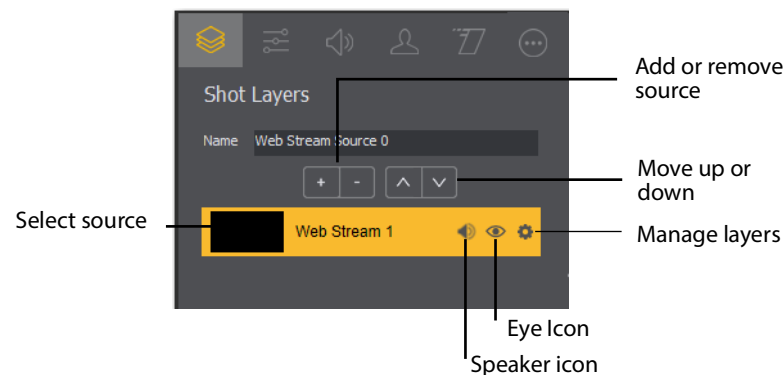 Shot Layers
Name Web Stream Source 0
+ -
Web Stream 1
Add or remove
source
Move up or
down
Select source
Manage layers
Eye Icon
Speaker icon